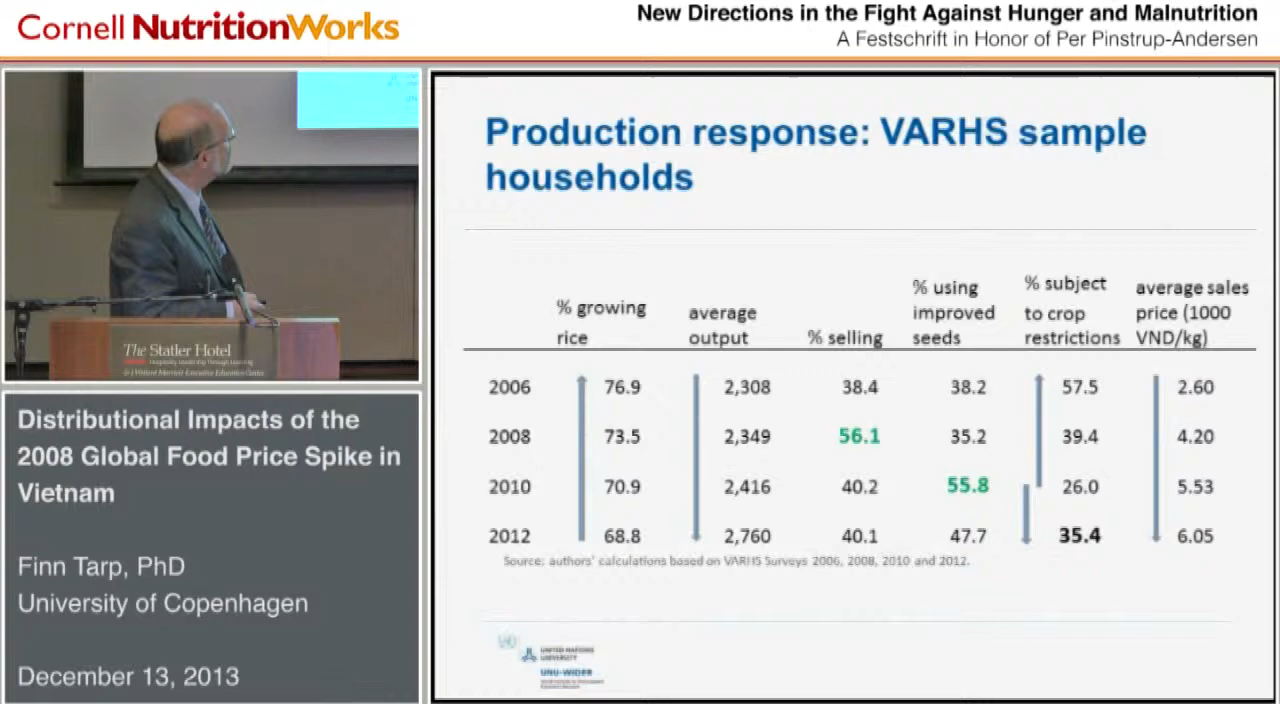 Cornell NutritionWorks
New Directions in the Fight Against Hunger and Malnutrition
A Festschrift in Honor of Per Pinstrup-Andersen
The Statler Hotel
Distributional Impacts of the
2008 Global Food Price Spike in
Vietnam
Finn Tarp, PhD
University of Copenhagen
December 13, 2013
Production response: VARHS sample
households
% growing rice average output % selling % using improved seeds % subject to crop restrictions average sales price (1000 VND/kg)
2006 76.9 2,308 38.4 38.2 57.5 2.60
2008 73.5 2,349 56.1 35.2 39.4 4.20
2010 70.9 2,416 40.2 55.8 26.0 5.53
2012 68.8 2,760 40.1 47.7 35.4 6.05
Source: authors' calculations based on VARHS Surveys 2006, 2008, 2010 and 2012.
UNITED NATIONS
UNIVERSITY
UNU-WIDER